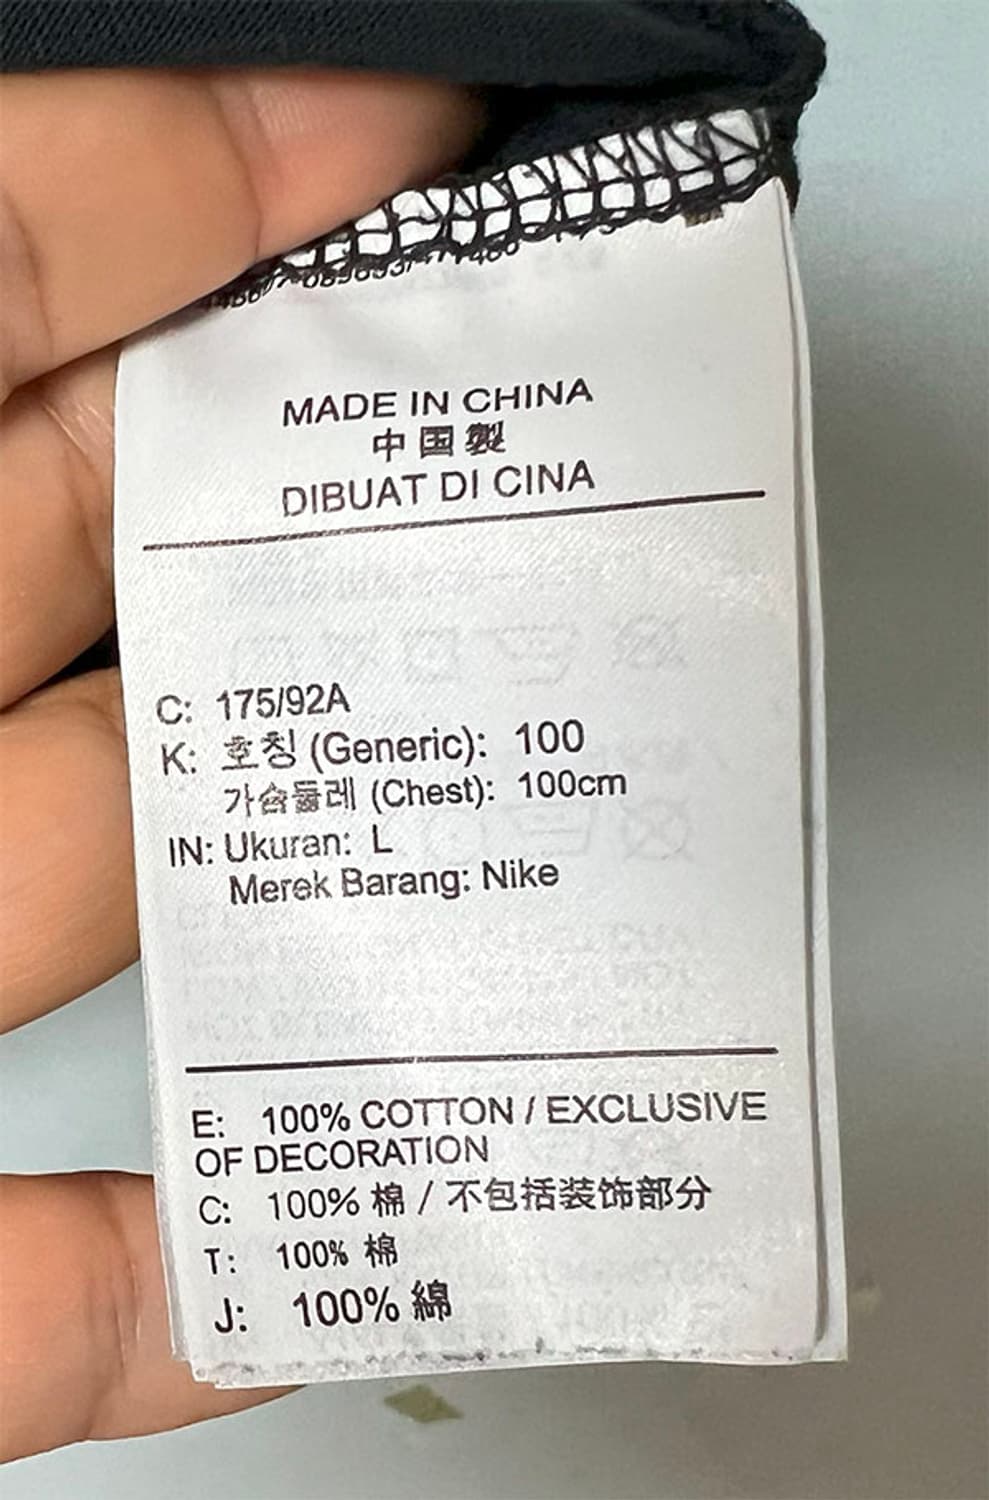 MADE IN CHINA
中国製
DIBUAT DI CINA
C: 175/92A
K: 호칭 (Generic): 100
가슴둘레 (Chest): 100cm
IN: Ukuran: L
Merek Barang: Nike
E: 100% COTTON / EXCLUSIVE
OF DECORATION
C: 100% 棉 / 不包括装饰部分
T: 100% 棉
J: 100% 綿